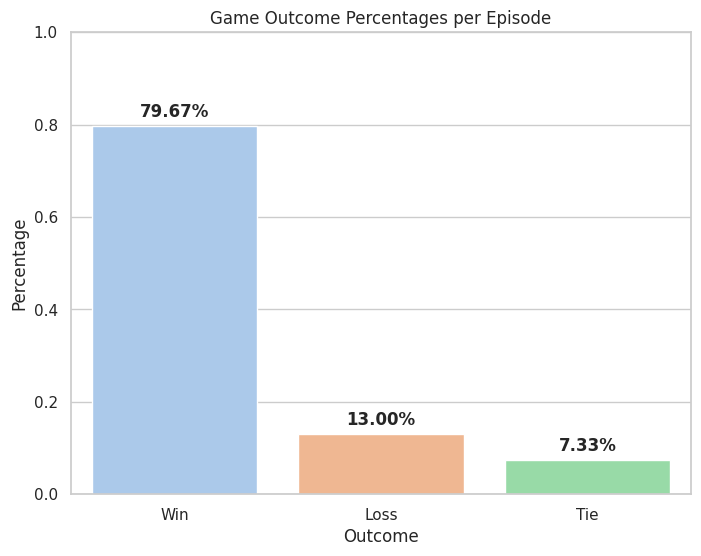 Game Outcome Percentages per Episode
1.0
0.8
0.6
0.4
0.2
0.0
Percentage
79.67%
13.00%
7.33%
Win
Loss
Tie
Outcome